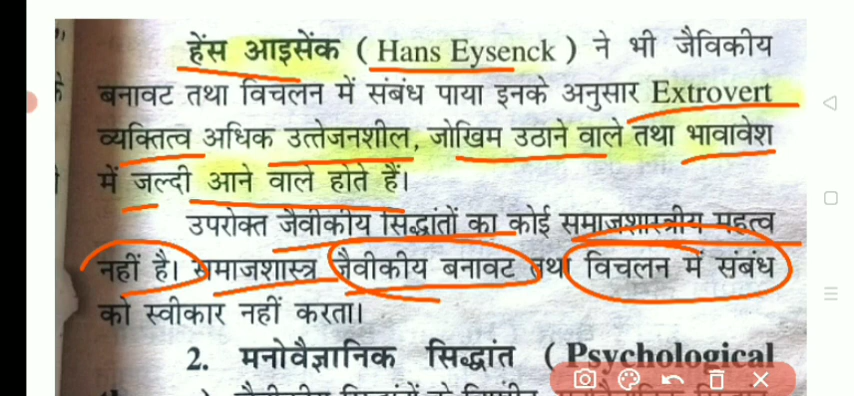 हेंस आइसेंक ( Hans Eysenck ) ने भी जैविकीय
बनावट तथा विचलन में संबंध पाया इनके अनुसार Extrovert
व्यक्तित्व अधिक उत्तेजनशील, जोखिम उठाने वाले तथा भावावेश
में जल्दी आने वाले होते हैं।
उपरोक्त जैवीकीय सिद्धांतों का कोई समाजशास्त्रीय महत्व
नहीं है। समाजशास्त्र जैवीकीय बनावट तथा विचलन में संबंध
को स्वीकार नहीं करता।
2. मनोवैज्ञानिक सिद्धांत ( Psychological